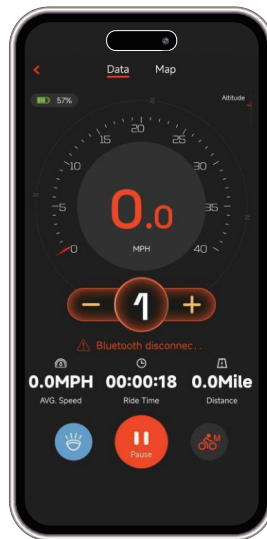 Data Map
57%
Altitude
0
5
10
15
20
25
30
35
40
0.0
MPH
− 1 +
Bluetooth disconnec...
0.0MPH 00:00:18 0.0Mile
AVG. Speed Ride Time Distance
Pause
M